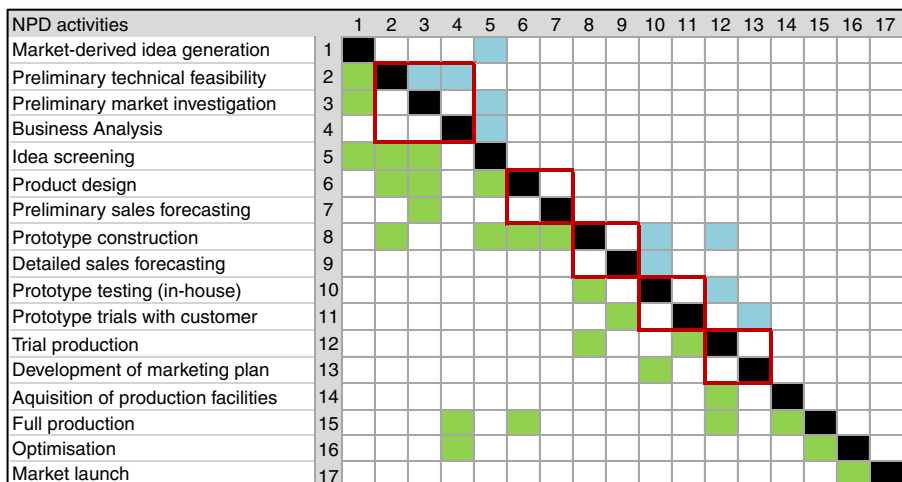 NPD activities 1 2 3 4 5 6 7 8 9 10 11 12 13 14 15 16 17
Market-derived idea generation 1
Preliminary technical feasibility 2
Preliminary market investigation 3
Business Analysis 4
Idea screening 5
Product design 6
Preliminary sales forecasting 7
Prototype construction 8
Detailed sales forecasting 9
Prototype testing (in-house) 10
Prototype trials with customer 11
Trial production 12
Development of marketing plan 13
Aquisition of production facilities 14
Full production 15
Optimisation 16
Market launch 17